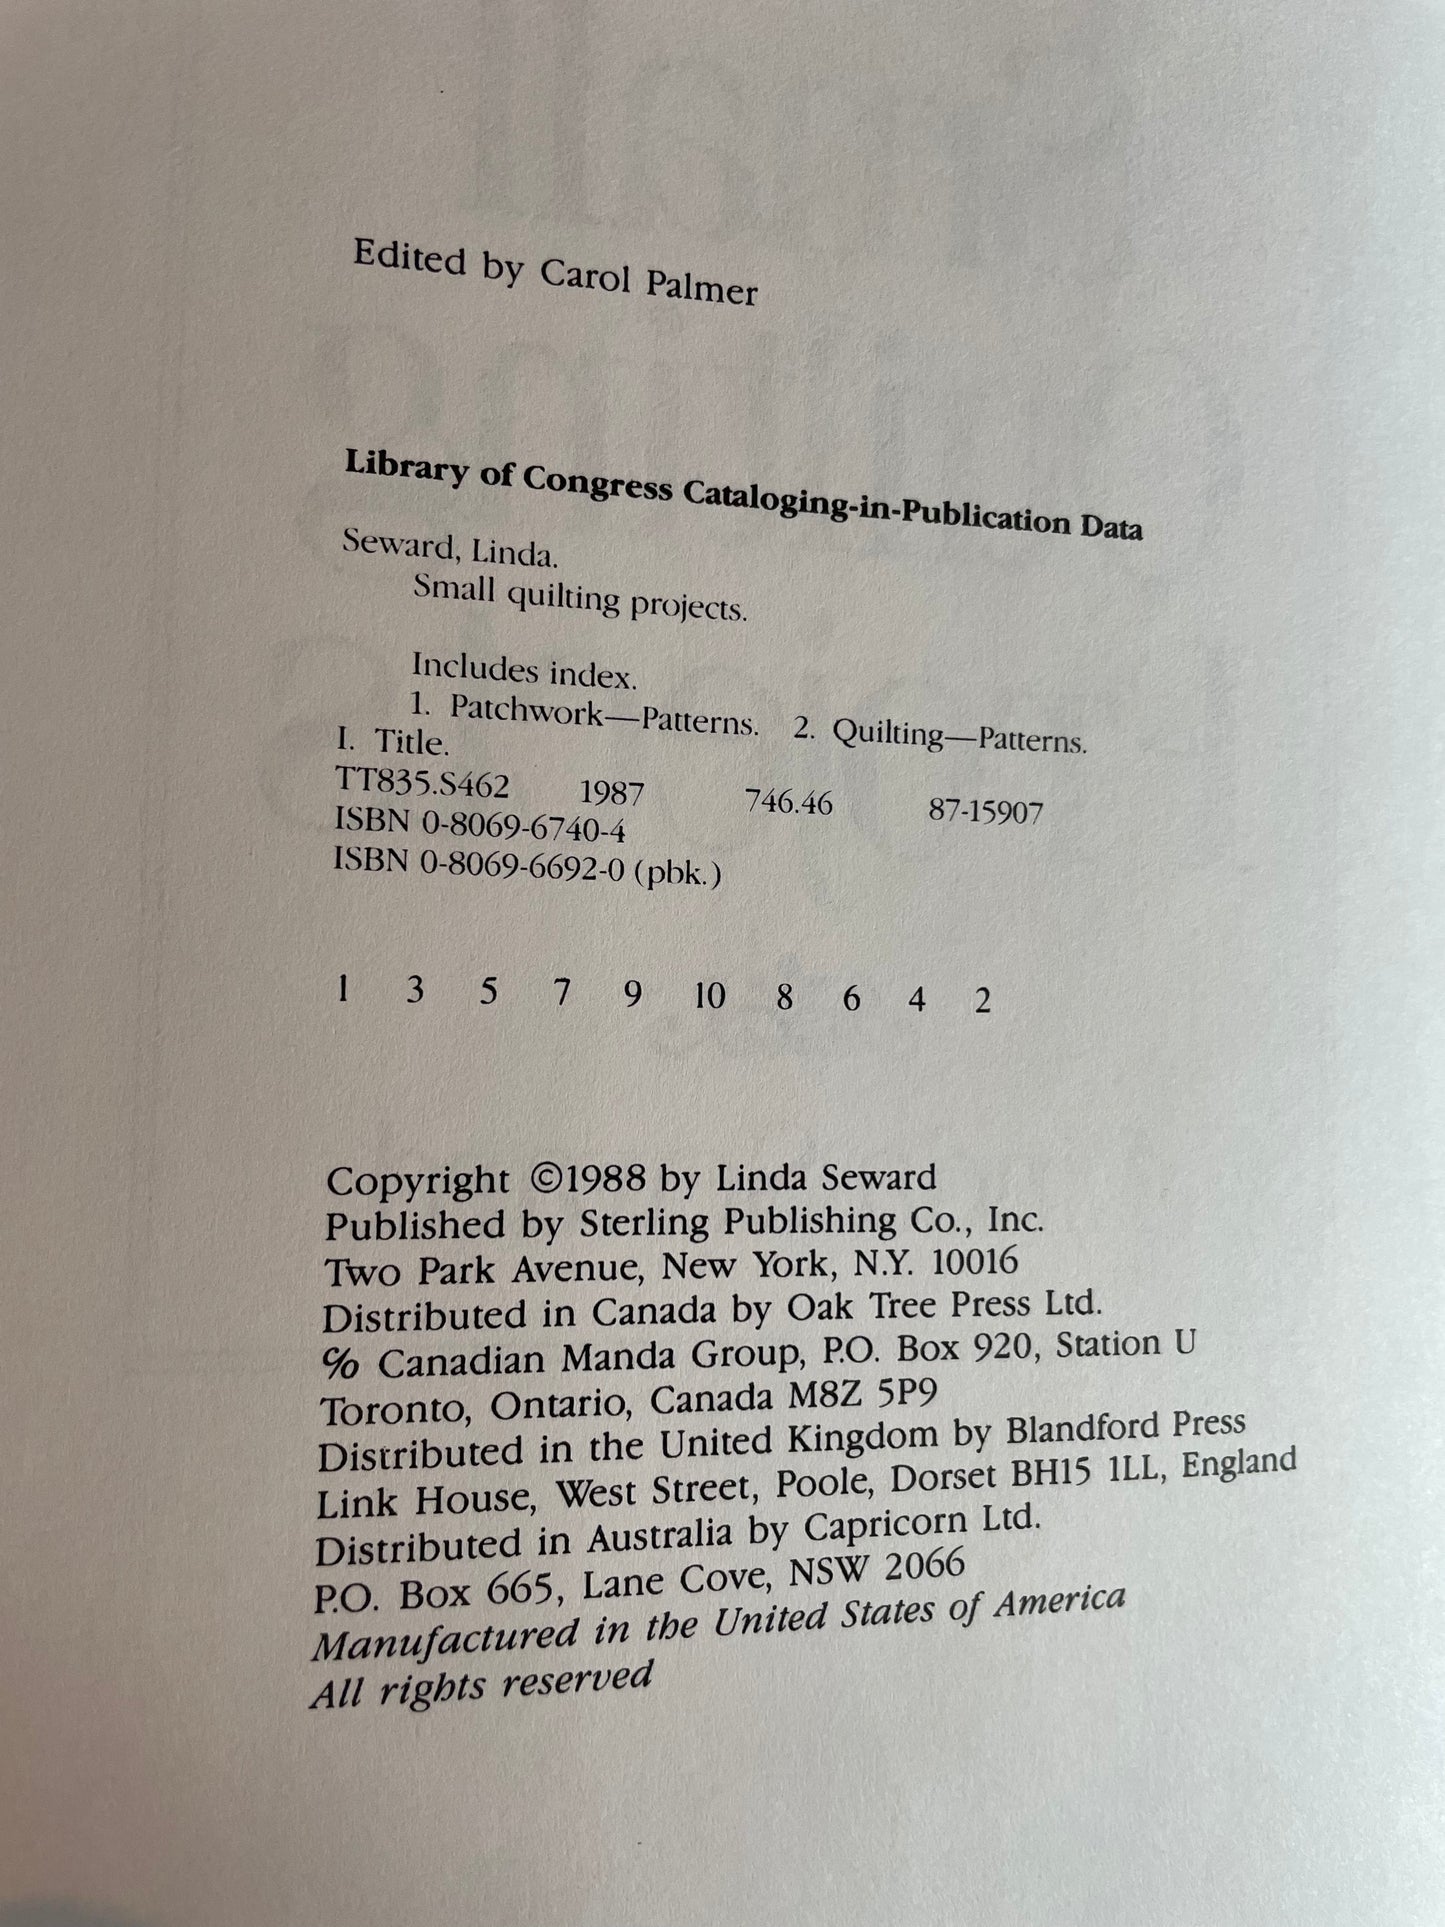 Edited by Carol Palmer
Library of Congress Cataloging-in-Publication Data
Seward, Linda.
Small quilting projects.
Includes index.
1. Patchwork—Patterns. 2. Quilting—Patterns.
I. Title.
TT835.S462 1987 746.46 87-15907
ISBN 0-8069-6740-4
ISBN 0-8069-6692-0 (pbk.)
1 3 5 7 9 10 8 6 4 2
Copyright ©1988 by Linda Seward
Published by Sterling Publishing Co., Inc.
Two Park Avenue, New York, N.Y. 10016
Distributed in Canada by Oak Tree Press Ltd.
℅ Canadian Manda Group, P.O. Box 920, Station U
Toronto, Ontario, Canada M8Z 5P9
Distributed in the United Kingdom by Blandford Press
Link House, West Street, Poole, Dorset BH15 1LL, England
Distributed in Australia by Capricorn Ltd.
P.O. Box 665, Lane Cove, NSW 2066
Manufactured in the United States of America
All rights reserved